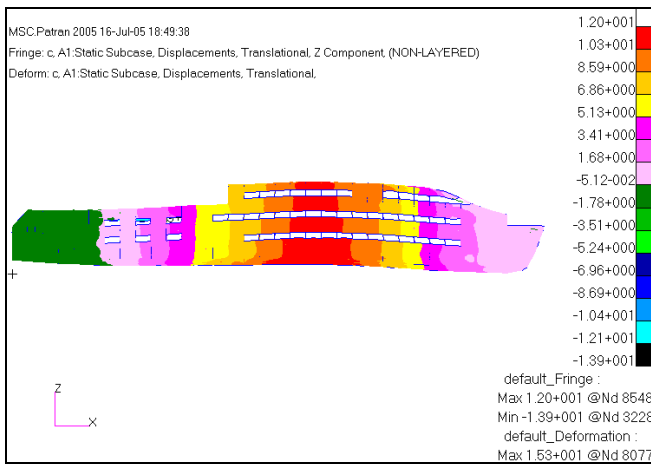 MSC.Patran 2005 16-Jul-05 18:49:38
Fringe: c, A1:Static Subcase, Displacements, Translational, Z Component, (NON-LAYERED)
Deform: c, A1:Static Subcase, Displacements, Translational,
1.20+001
1.03+001
8.59+000
6.86+000
5.13+000
3.41+000
1.68+000
-5.12-002
-1.78+000
-3.51+000
-5.24+000
-6.96+000
-8.69+000
-1.04+001
-1.21+001
-1.39+001
default_Fringe :
Max 1.20+001 @Nd 8548
Min -1.39+001 @Nd 3228
default_Deformation :
Max 1.53+001 @Nd 8077
Z
X